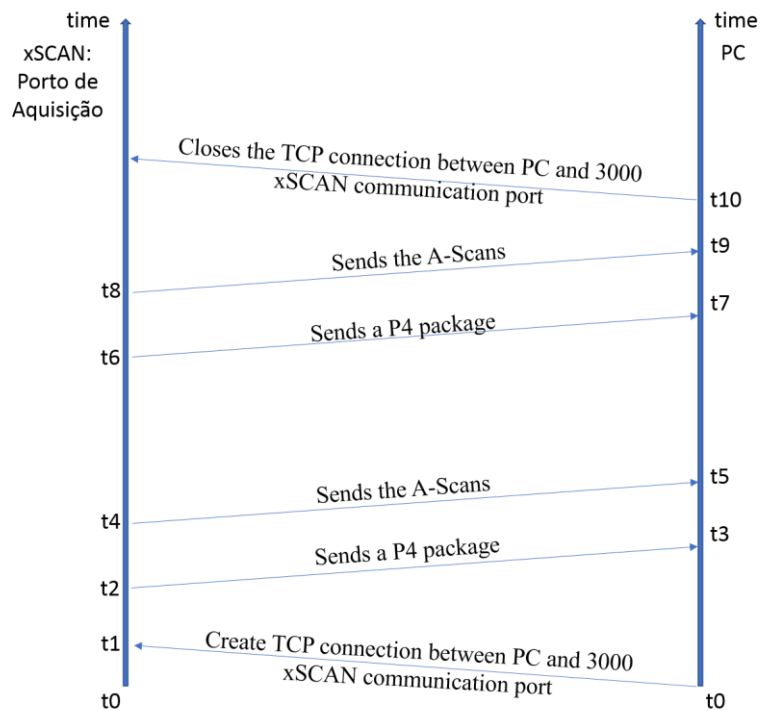 time
time
xSCAN:
Porto de
Aquisição
PC
Closes the TCP connection between PC and 3000
xSCAN communication port
t10
t9
Sends the A-Scans
t8
t7
Sends a P4 package
t6
t5
Sends the A-Scans
t4
t3
Sends a P4 package
t2
t1
Create TCP connection between PC and 3000
xSCAN communication port
t0
t0